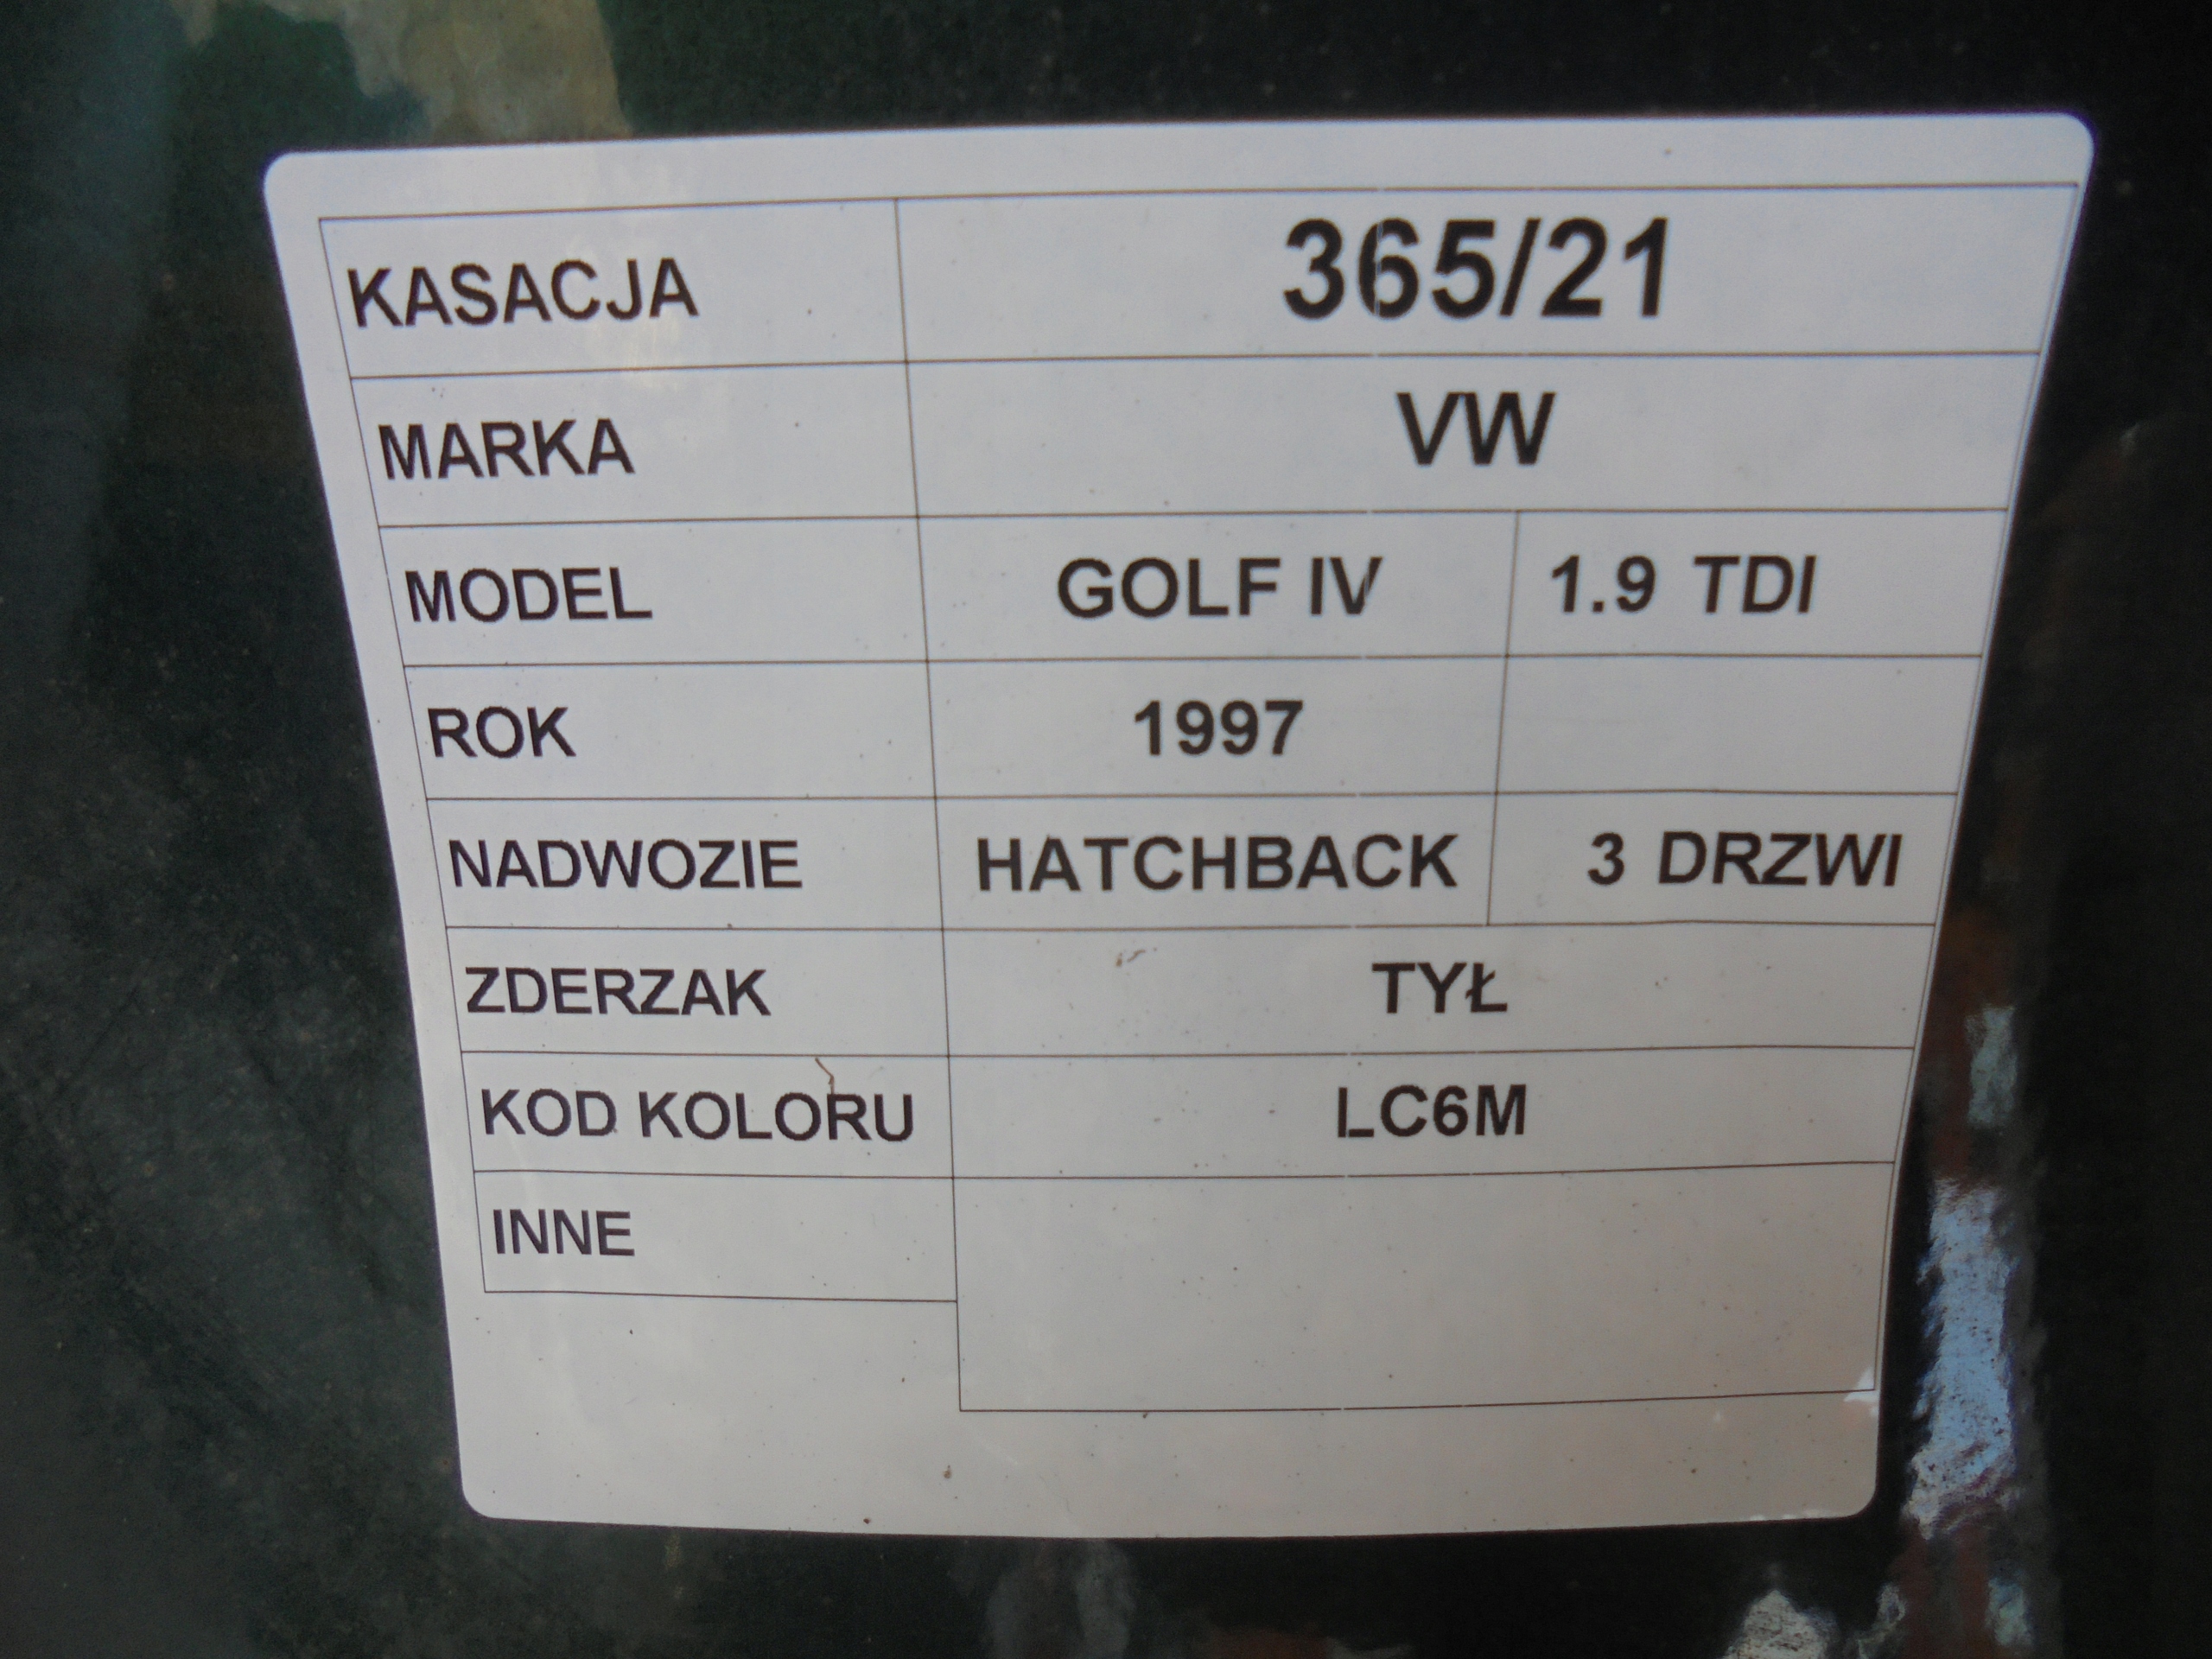 KASACJA 365/21
MARKA VW
MODEL GOLF IV 1.9 TDI
ROK 1997
NADWOZIE HATCHBACK 3 DRZWI
ZDERZAK TYŁ
KOD KOLORU LC6M
INNE